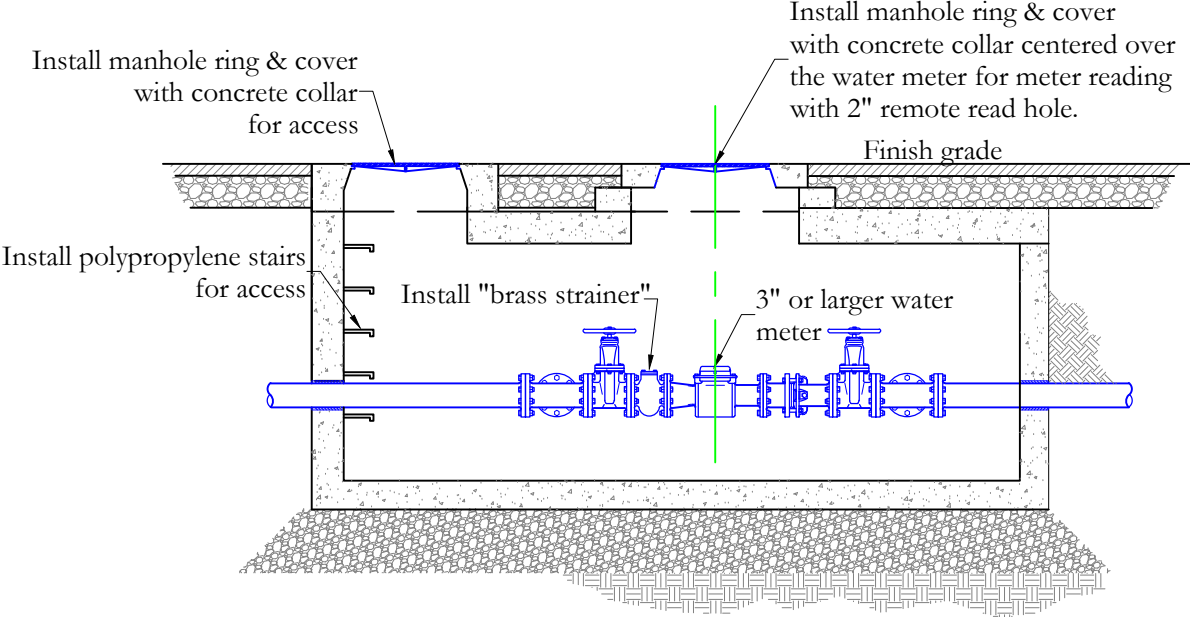 Install manhole ring & cover
with concrete collar
for access
Install manhole ring & cover
with concrete collar centered over
the water meter for meter reading
with 2" remote read hole.
Finish grade
Install polypropylene stairs
for access
Install "brass strainer"
3" or larger water
meter